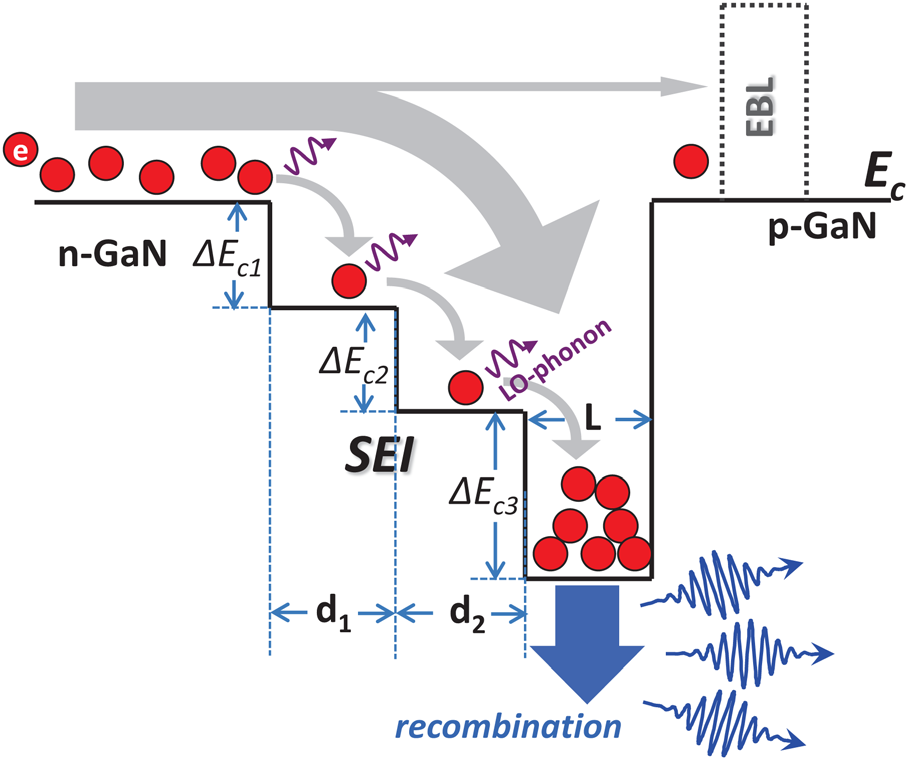 EBL
e
E_c
n-GaN
ΔE_c1
p-GaN
ΔE_c2
LO-phonon
L
SEI
ΔE_c3
d_1
d_2
recombination